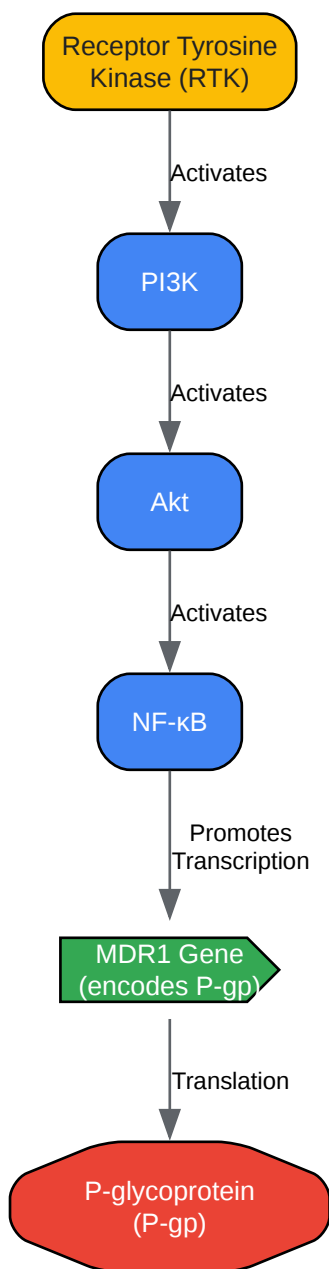 Receptor Tyrosine
Kinase (RTK)
Activates
PI3K
Activates
Akt
Activates
NF-κB
Promotes
Transcription
MDR1 Gene
(encodes P-gp)
Translation
P-glycoprotein
(P-gp)